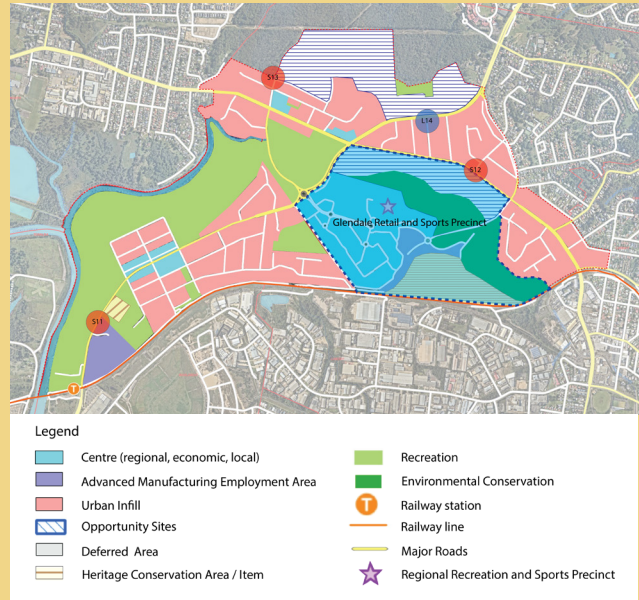 S13
L14
S12
Glendale Retail and Sports Precinct
S11
T
Legend
Centre (regional, economic, local)
Advanced Manufacturing Employment Area
Urban Infill
Opportunity Sites
Deferred Area
Heritage Conservation Area / Item
Recreation
Environmental Conservation
T
Railway station
Railway line
Major Roads
Regional Recreation and Sports Precinct